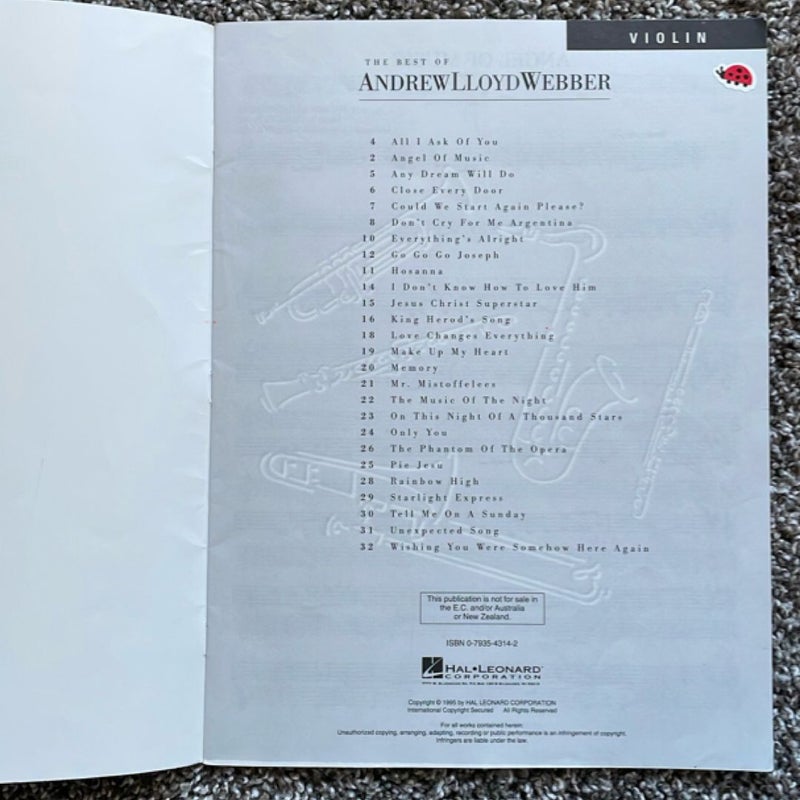 VIOLIN
THE BEST OF
ANDREW LLOYD WEBBER
4 All I Ask Of You
2 Angel Of Music
5 Any Dream Will Do
6 Close Every Door
7 Could We Start Again Please?
8 Don't Cry For Me Argentina
10 Everything's Alright
12 Go Go Go Joseph
11 Hosanna
14 I Don't Know How To Love Him
15 Jesus Christ Superstar
16 King Herod's Song
18 Love Changes Everything
19 Make Up My Heart
20 Memory
21 Mr. Mistoffelees
22 The Music Of The Night
23 On This Night Of A Thousand Stars
24 Only You
26 The Phantom Of The Opera
25 Pie Jesu
28 Rainbow High
29 Starlight Express
30 Tell Me On A Sunday
31 Unexpected Song
32 Wishing You Were Somehow Here Again
This publication is not for sale in
the E.C. and/or Australia
or New Zealand.
ISBN 0-7935-4314-2
HAL•LEONARD
CORPORATION
Copyright © 1995 by HAL LEONARD CORPORATION
International Copyright Secured All Rights Reserved
For all works contained herein:
Unauthorized copying, arranging, adapting, recording or public performance is an infringement of copyright.
Infringers are liable under the law.